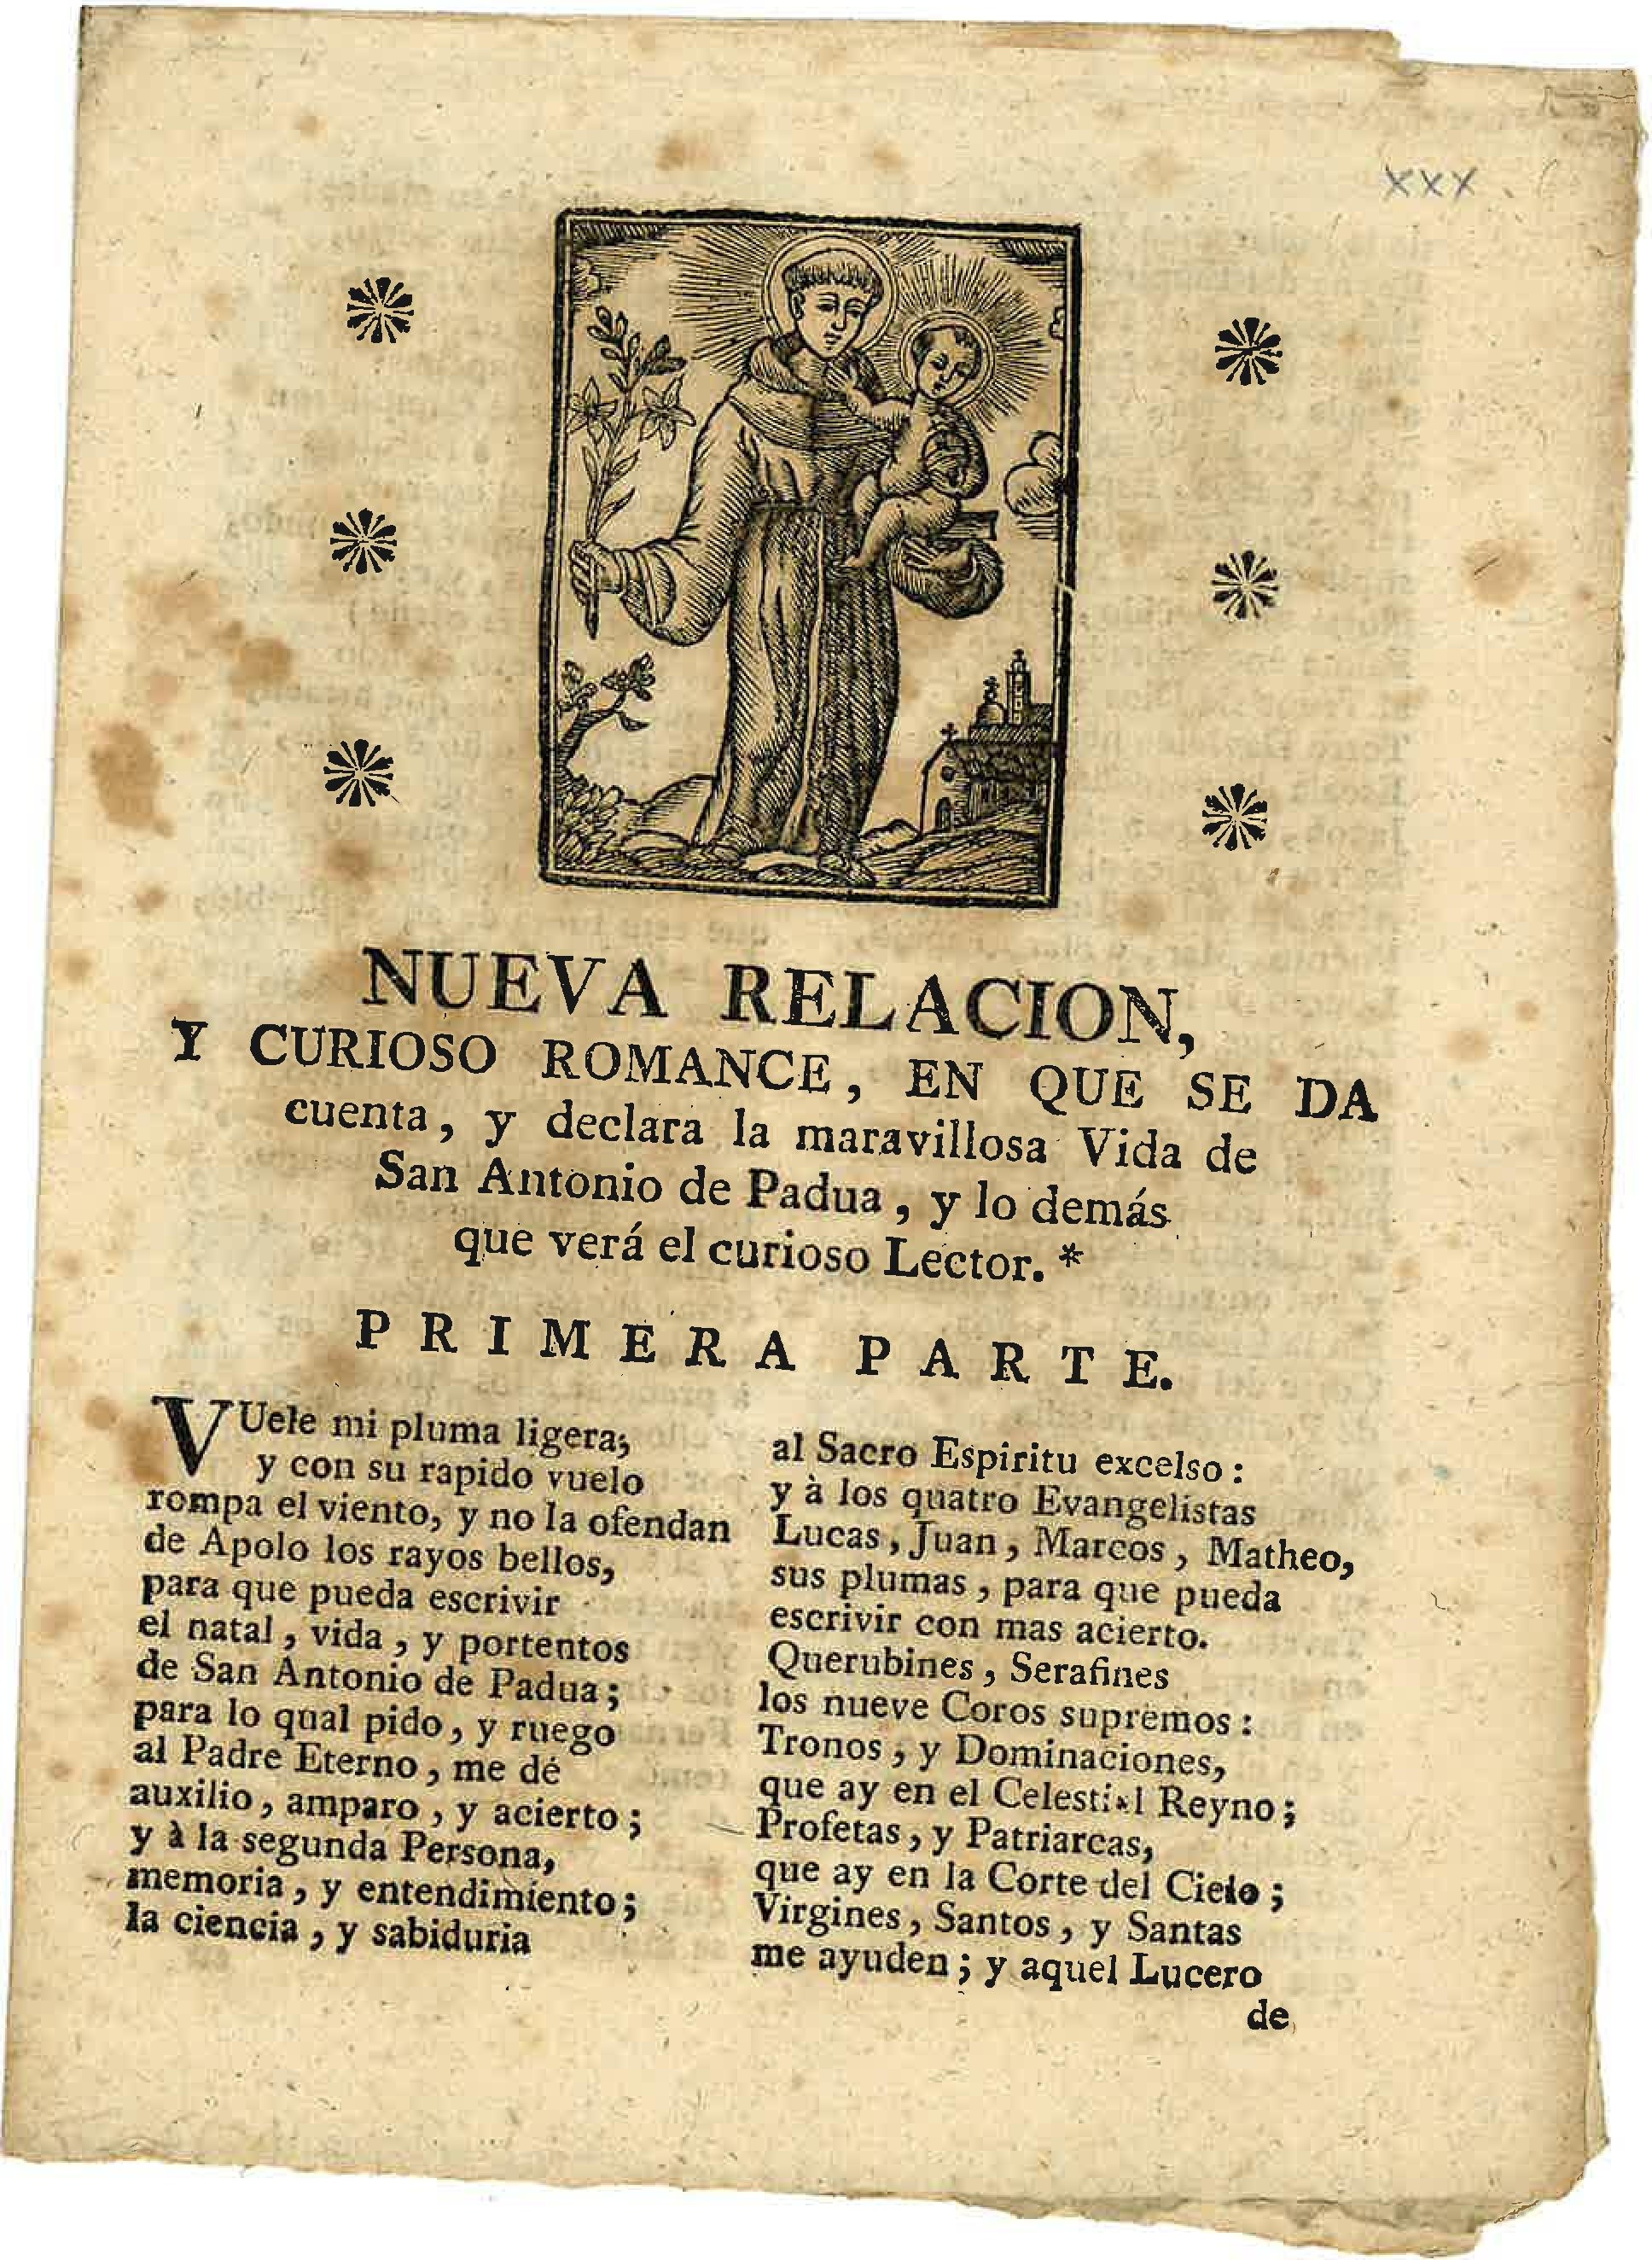 XXX
NUEVA RELACION,
Y CURIOSO ROMANCE, EN QUE SE DA
cuenta, y declara la maravillosa Vida de
San Antonio de Padua, y lo demás
que verá el curioso Lector. *
PRIMERA PARTE.
VUele mi pluma ligera;
y con su rapido vuelo
rompa el viento, y no la ofendan
de Apolo los rayos bellos,
para que pueda escrivir
el natal, vida, y portentos
de San Antonio de Padua;
para lo qual pido, y ruego
al Padre Eterno, me dé
auxilio, amparo, y acierto;
y à la segunda Persona,
memoria, y entendimiento;
la ciencia, y sabiduria
al Sacro Espiritu excelso:
y à los quatro Evangelistas
Lucas, Juan, Marcos, Matheo,
sus plumas, para que pueda
escrivir con mas acierto.
Querubines, Serafines
los nueve Coros supremos:
Tronos, y Dominaciones,
que ay en el Celestial Reyno;
Profetas, y Patriarcas,
que ay en la Corte del Cielo;
Virgines, Santos, y Santas
me ayuden; y aquel Lucero
de